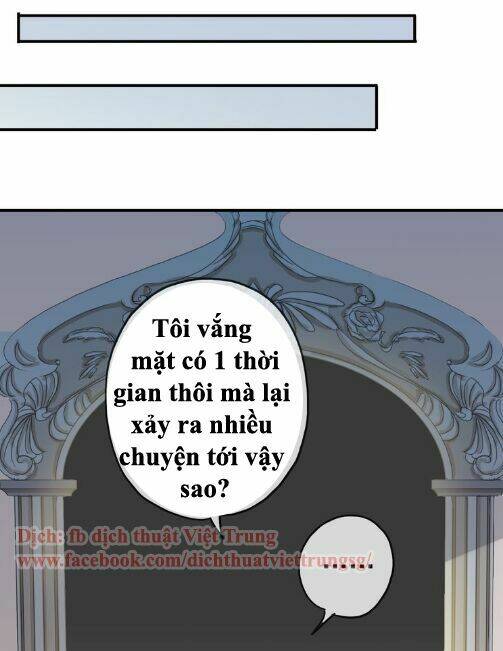 Tôi vắng
mặt có 1 thời
gian thôi mà lại
xảy ra nhiều
chuyện tới vậy
sao?
Dịch: fb dịch thuật Việt Trung
www.facebook.com/dichthuatviettrungsg/
......